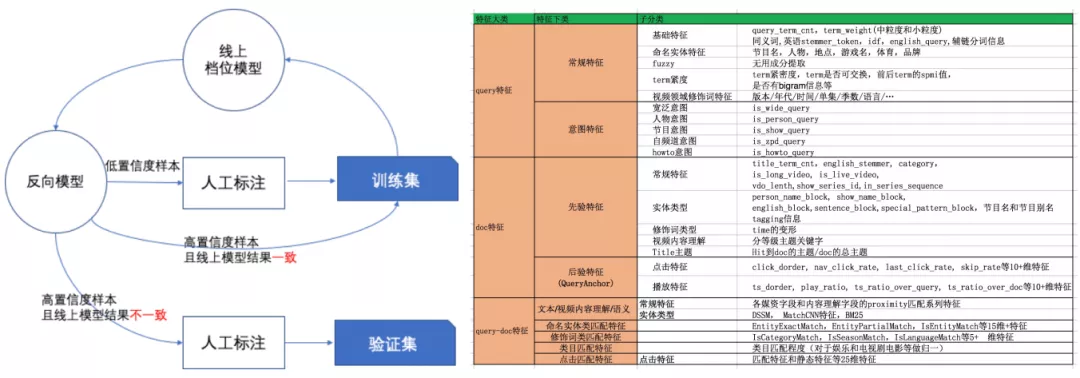 线上
档位模型
反向模型
低置信度样本
人工标注
训练集
高置信度样本
且线上模型结果一致
高置信度样本
且线上模型结果不一致
人工标注
验证集
特征大类 特征下类 子分类
query特征
常规特征
基础特征 query_term_cnt, term_weight(中粒度和小粒度)
同义词,英语stemmer_token, idf, english_query,辅链分词信息
命名实体特征 节目名, 人物, 地点, 游戏名, 体育, 品牌
fuzzy 无用成分提取
term紧度 term紧密度, term是否可交换, 前后term的spmi值,
是否有bigram信息等
视频领域修饰词特征 版本/年代/时间/单集/季数/语言/…
意图特征
宽泛意图 is_wide_query
人物意图 is_person_query
节目意图 is_show_query
自频道意图 is_zpd_query
howto意图 is_howto_query
doc特征
先验特征
常规特征 title_term_cnt, english_stemmer, category,
is_long_video, is_live_video,
vdo_lenth,show_series_id,in_series_sequence
实体类型 person_name_block, show_name_block,
english_block,sentence_block,special_pattern_block, 节目名和节目别名
tagging信息
修饰词类型 time的变形
视频内容理解 分等级主题关键字
Title主题 Hit到doc的主题/doc的总主题
后验特征
(QueryAnchor)
点击特征 click_dorder, nav_click_rate, last_click_rate, skip_rate等10+维特征
播放特征 ts_dorder, play_ratio, ts_ratio_over_query, ts_ratio_over_doc等10+维特征
query-doc特征
文本/视频内容理解/语义 常规特征 各媒资字段和内容理解字段的proximity匹配系列特征
实体类型 DSSM, MatchCNN特征, BM25
命名实体类匹配特征 EntityExactMatch, EntityPartialMatch, IsEntityMatch等15维+特征
修饰词类匹配特征 IsCategoryMatch, IsSeasonMatch, IsLanguageMatch等5+ 维特征
类目匹配特征 类目匹配程度 (对于娱乐和电视剧电影等做归一)
点击匹配特征 点击特征 匹配特征和静态特征等25维特征